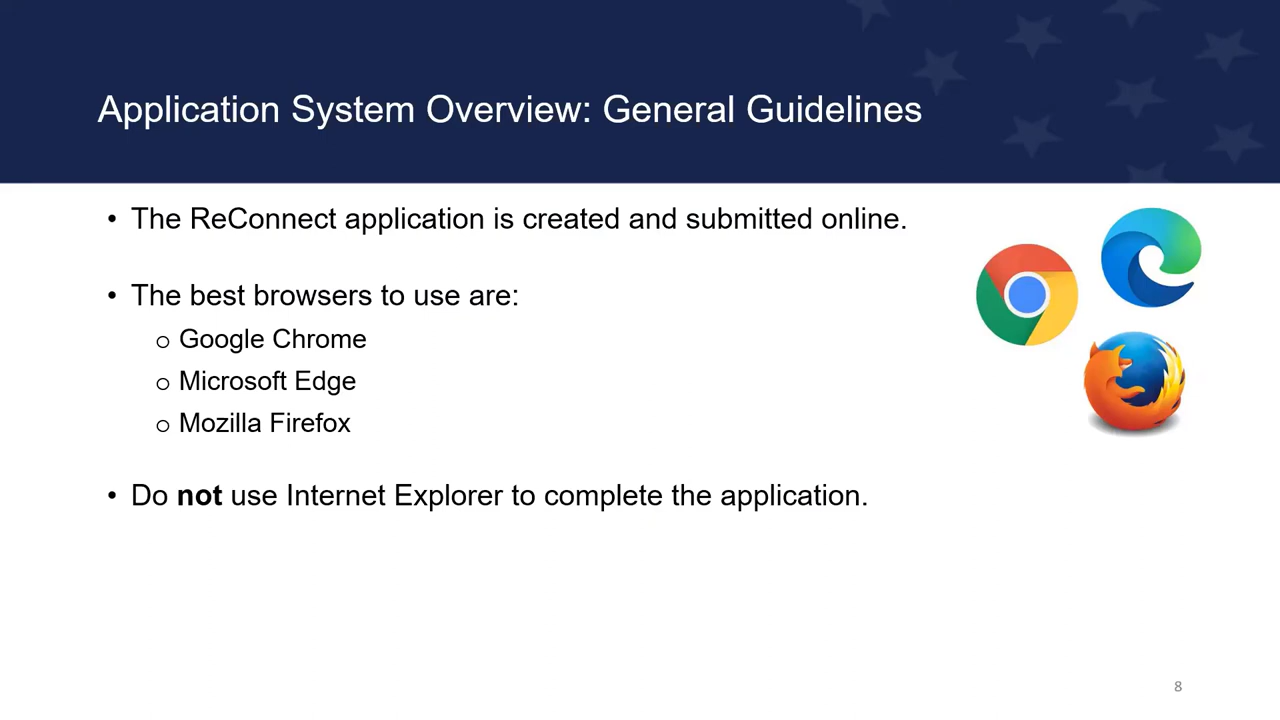 Application System Overview: General Guidelines
• The ReConnect application is created and submitted online.
• The best browsers to use are:
o Google Chrome
o Microsoft Edge
o Mozilla Firefox
• Do not use Internet Explorer to complete the application.
8